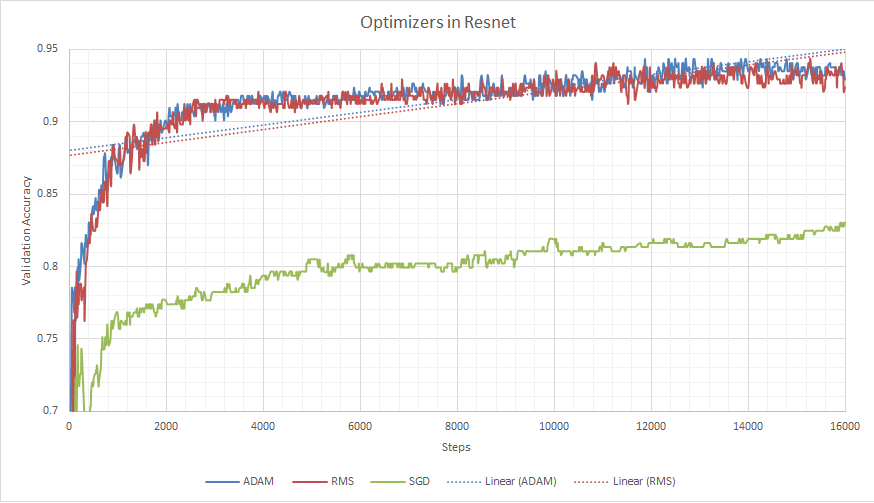 Optimizers in Resnet
0.95
0.9
0.85
0.8
0.75
0.7
Validation Accuracy
0 2000 4000 6000 8000 10000 12000 14000 16000
Steps
ADAM RMS SGD Linear (ADAM) Linear (RMS)